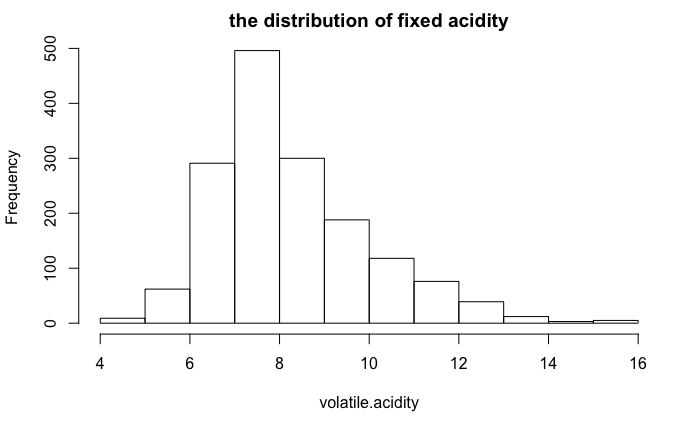 the distribution of fixed acidity
Frequency
500
400
300
200
100
0
4 6 8 10 12 14 16
volatile.acidity